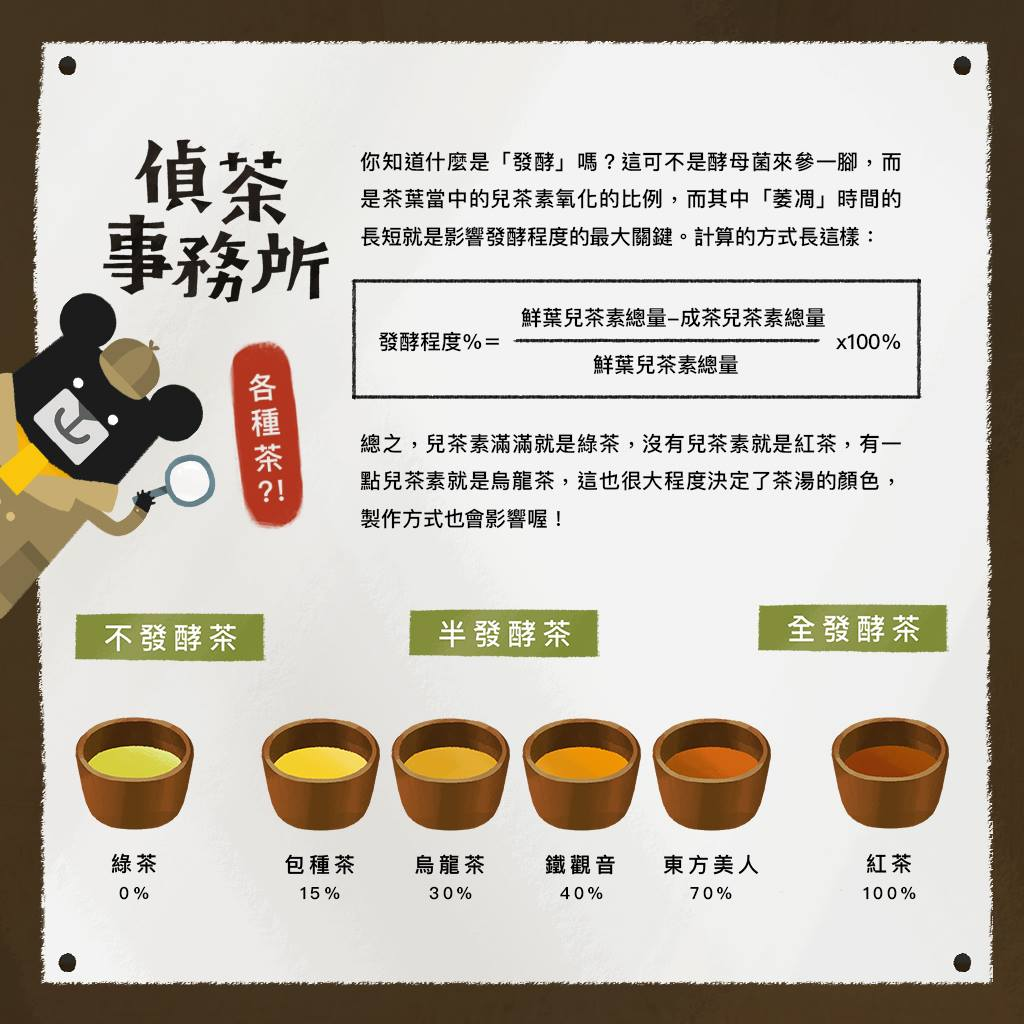 偵茶
事務所
各種茶?!
你知道什麼是「發酵」嗎？這可不是酵母菌來參一腳，而
是茶葉當中的兒茶素氧化的比例，而其中「萎凋」時間的
長短就是影響發酵程度的最大關鍵。計算的方式長這樣：
鮮葉兒茶素總量–成茶兒茶素總量
發酵程度%＝
x100%
鮮葉兒茶素總量
總之，兒茶素滿滿就是綠茶，沒有兒茶素就是紅茶，有一
點兒茶素就是烏龍茶，這也很大程度決定了茶湯的顏色，
製作方式也會影響喔！
不發酵茶
半發酵茶
全發酵茶
綠茶
0%
包種茶
15%
烏龍茶
30%
鐵觀音
40%
東方美人
70%
紅茶
100%